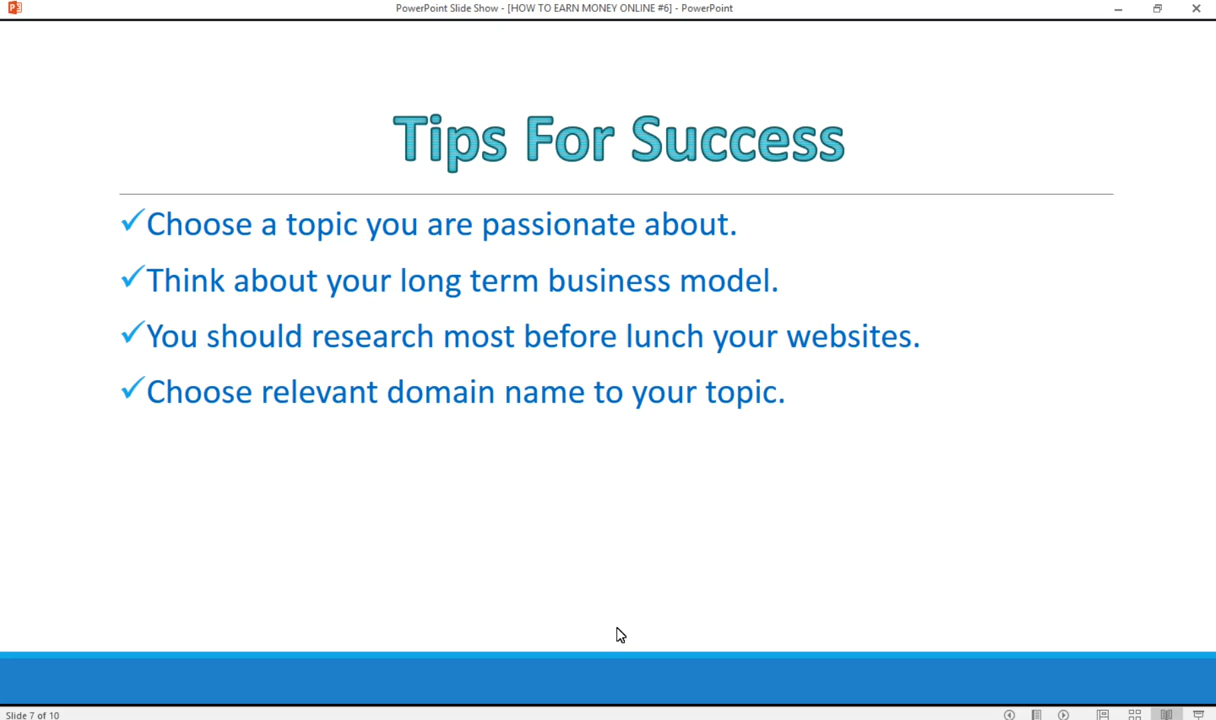 PowerPoint Slide Show - [HOW TO EARN MONEY ONLINE #6] - PowerPoint
Tips For Success
✓Choose a topic you are passionate about.
✓Think about your long term business model.
✓You should research most before lunch your websites.
✓Choose relevant domain name to your topic.
Slide 7 of 10